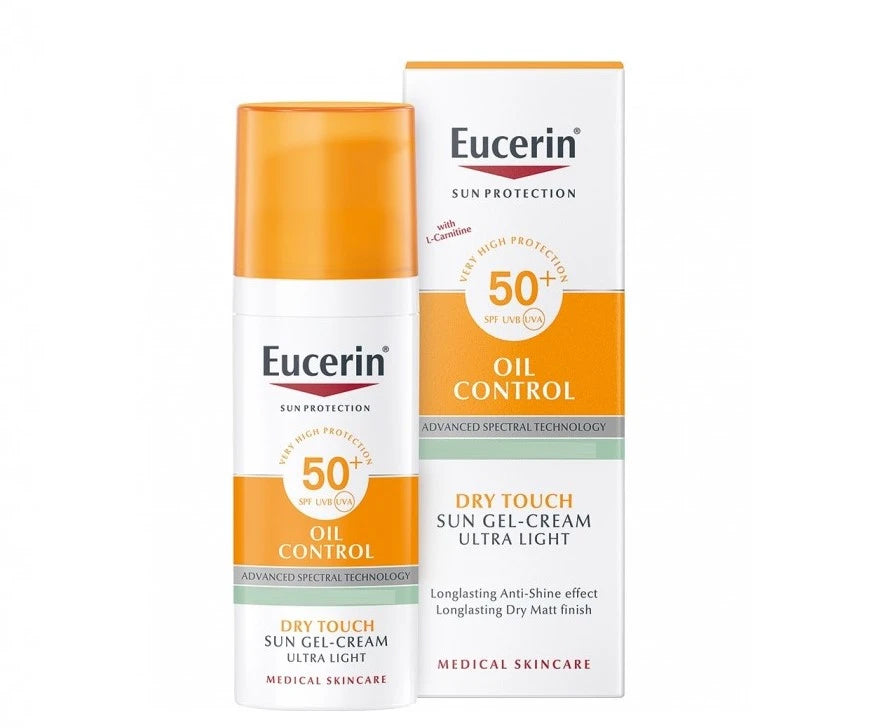 Eucerin®
SUN PROTECTION
VERY HIGH PROTECTION
50+
SPF UVB UVA
OIL
CONTROL
ADVANCED SPECTRAL TECHNOLOGY
DRY TOUCH
SUN GEL-CREAM
ULTRA LIGHT
MEDICAL SKINCARE
Eucerin®
SUN PROTECTION
with
L-Carnitine
VERY HIGH PROTECTION
50+
SPF UVB UVA
OIL
CONTROL
ADVANCED SPECTRAL TECHNOLOGY
DRY TOUCH
SUN GEL-CREAM
ULTRA LIGHT
Longlasting Anti-Shine effect
Longlasting Dry Matt finish
MEDICAL SKINCARE